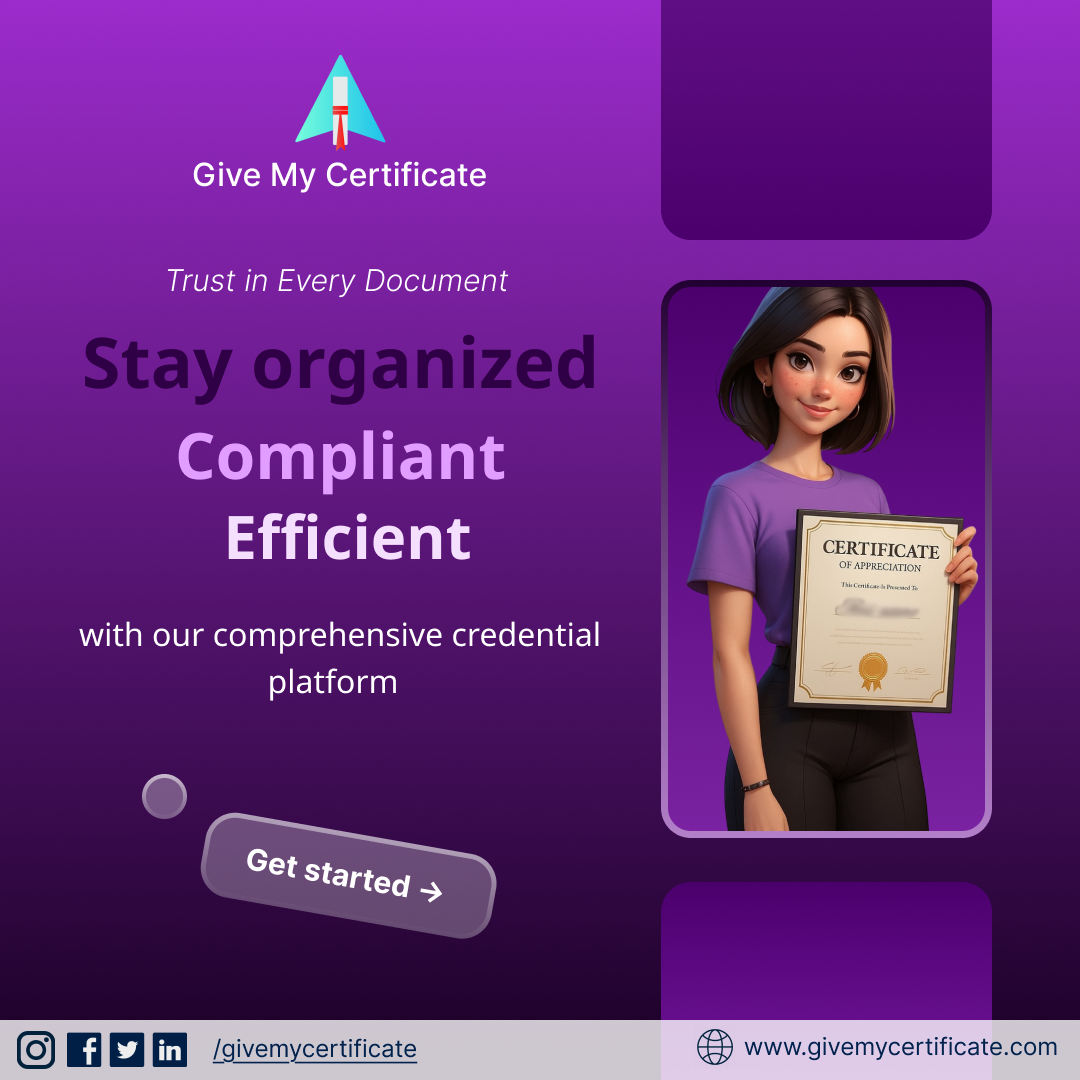 Give My Certificate
Trust in Every Document
Stay organized
Compliant
Efficient
with our comprehensive credential
platform
CERTIFICATE
OF APPRECIATION
This Certificate Is Presented To
Get started →
/givemycertificate
www.givemycertificate.com